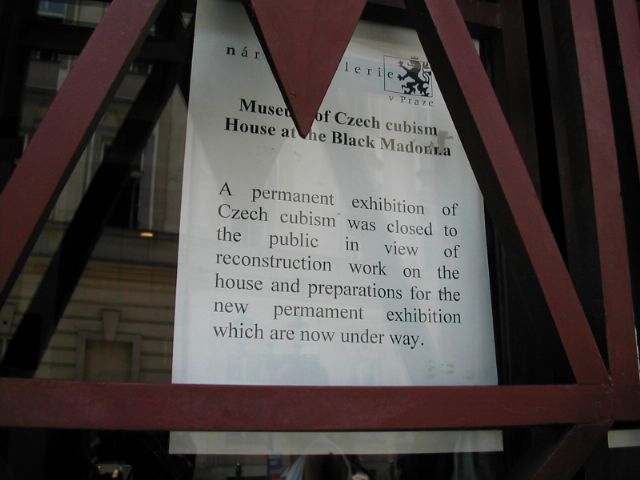 lerie
v Praze
of Czech cubism
House at the Black Madonna
A permanent exhibition of
Czech cubism was closed to
the public in view of
reconstruction work on the
house and preparations for the
new permament exhibition
which are now under way.